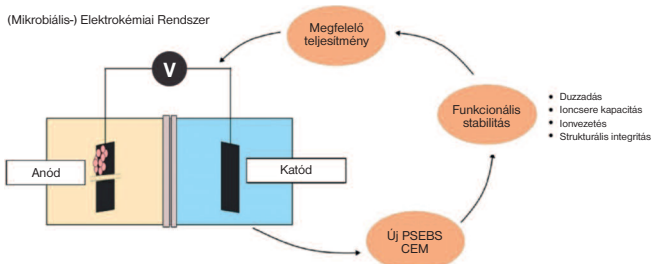 (Mikrobiális-) Elektrokémiai Rendszer
Megfelelő
teljesítmény
V
Funkcionális
stabilitás
• Duzzadás
• Ioncsere kapacitás
• Ionvezetés
• Strukturális integritás
Anód
Katód
Új PSEBS
CEM